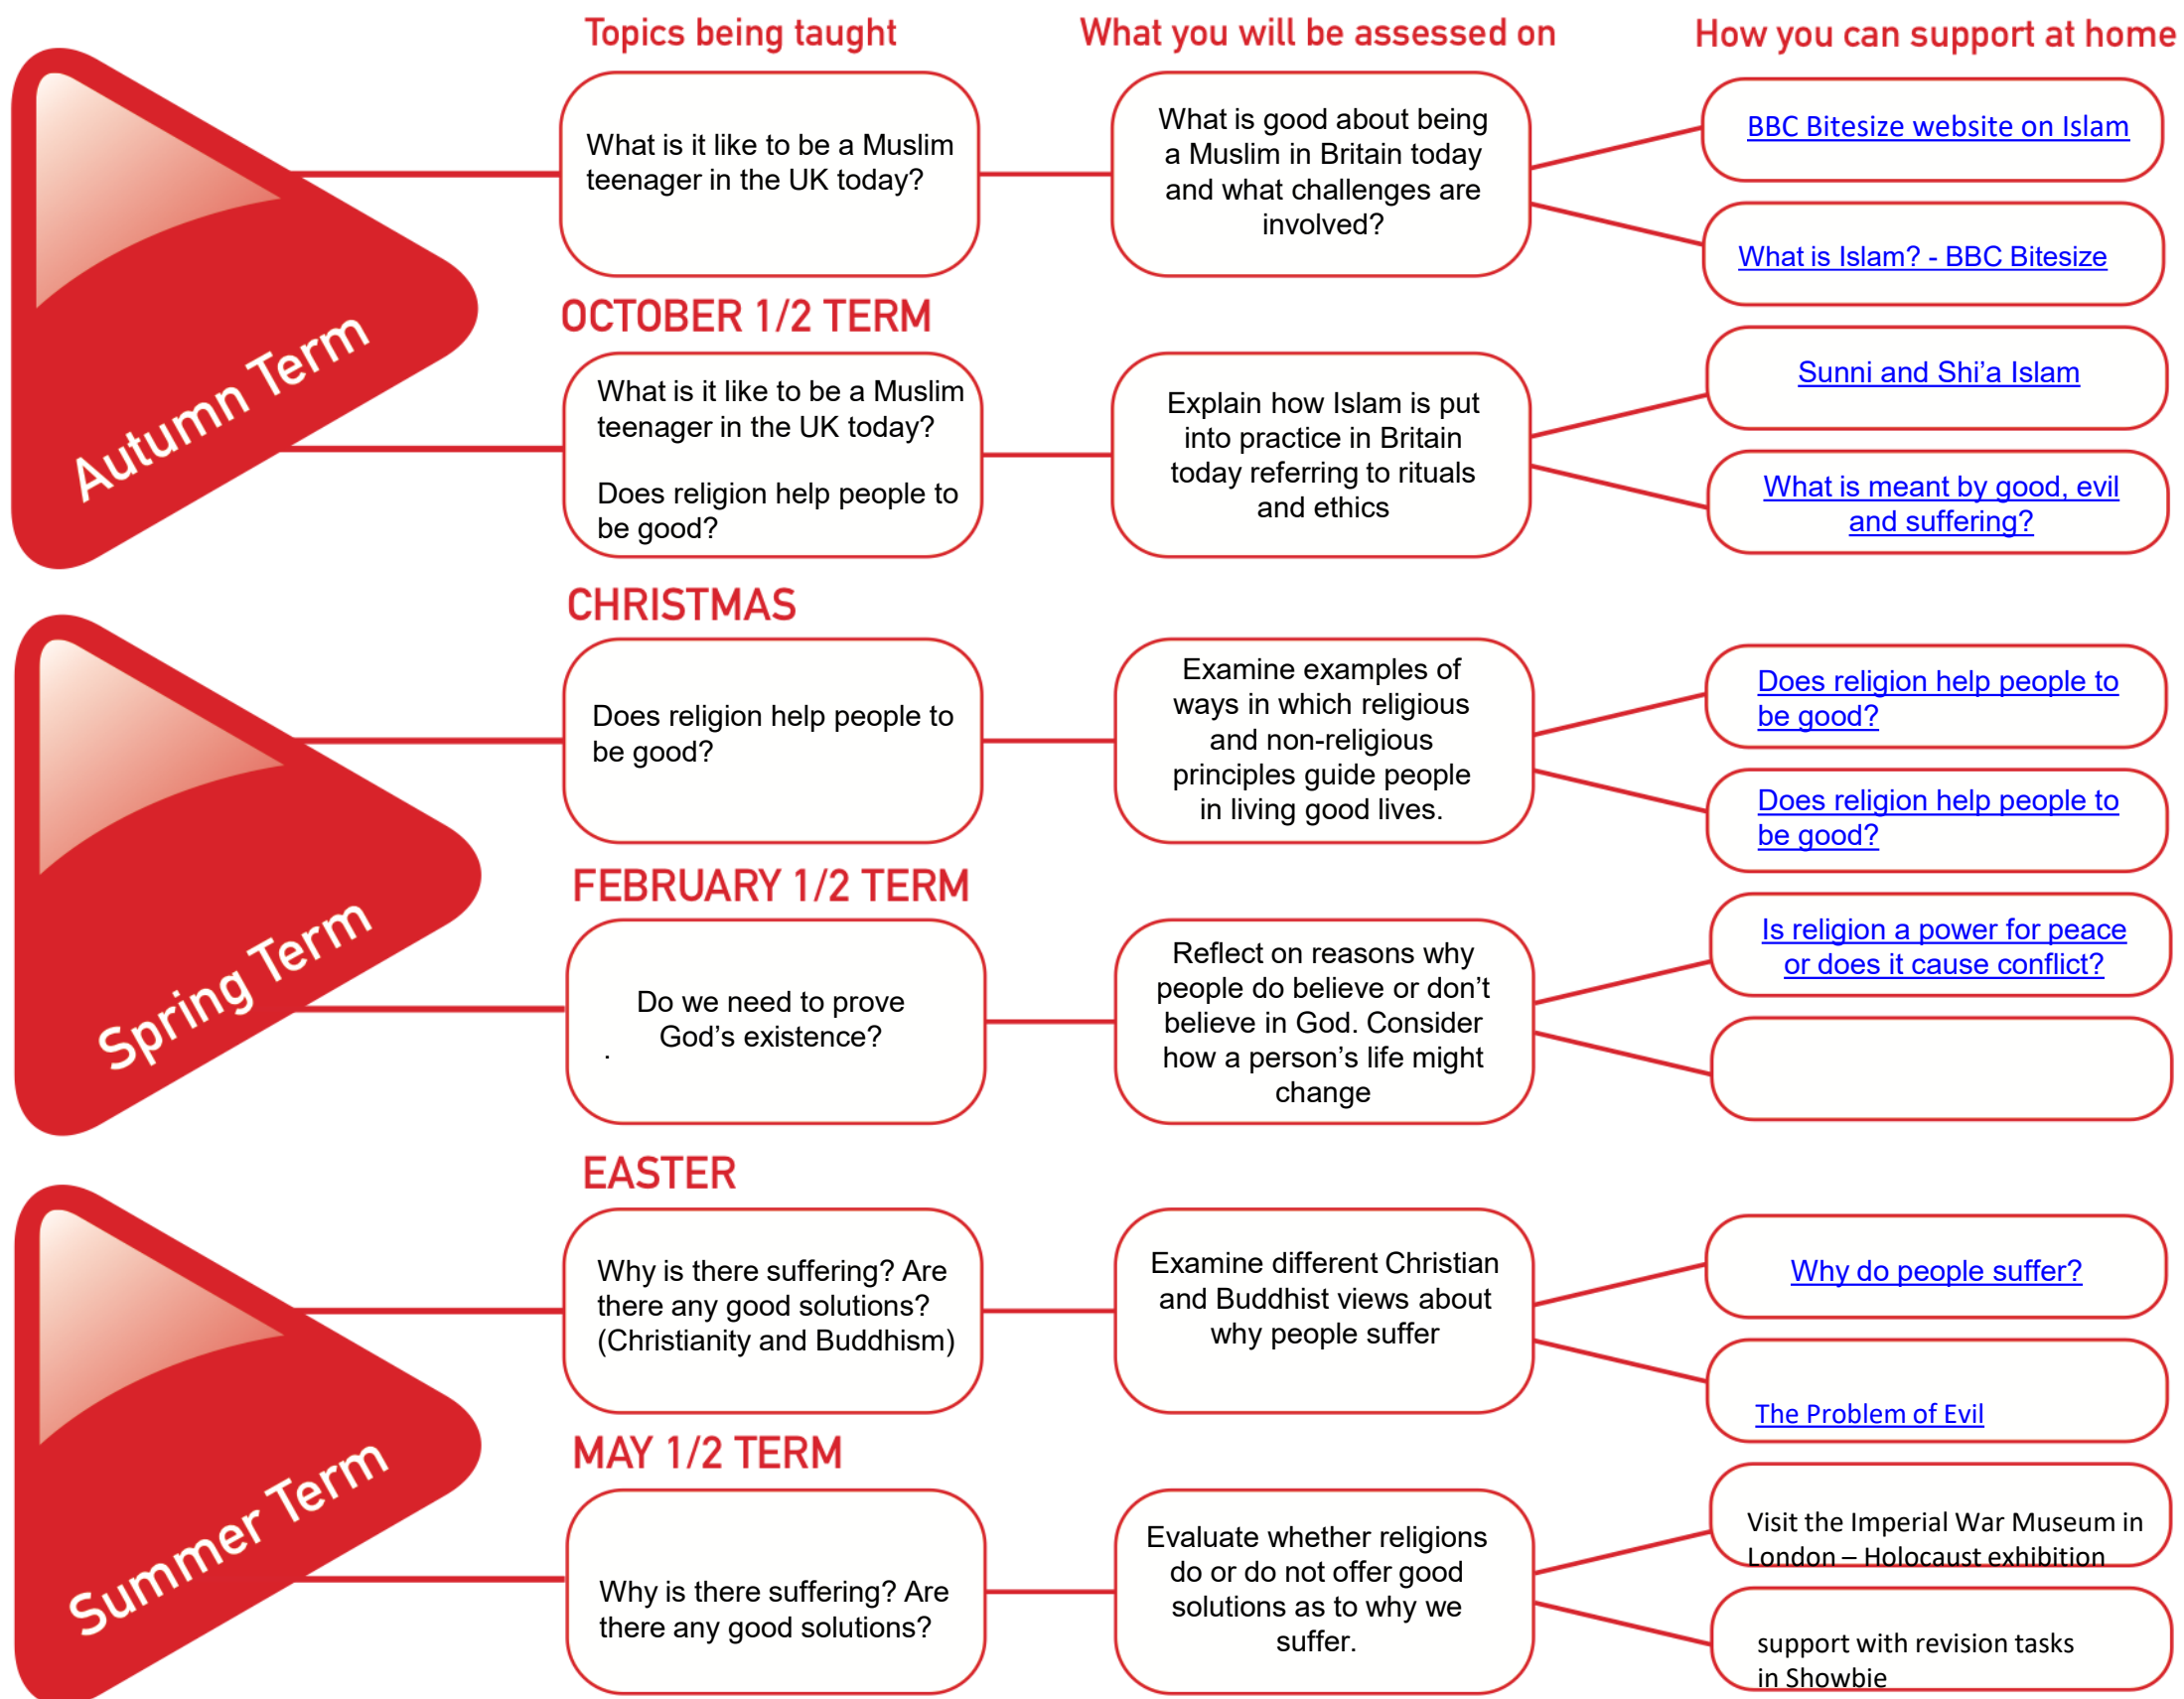 Topics being taught
What you will be assessed on
How you can support at home
Autumn Term
What is it like to be a Muslim
teenager in the UK today?
What is good about being
a Muslim in Britain today
and what challenges are
involved?
BBC Bitesize website on Islam
What is Islam? - BBC Bitesize
OCTOBER 1/2 TERM
What is it like to be a Muslim
teenager in the UK today?
Does religion help people to
be good?
Explain how Islam is put
into practice in Britain
today referring to rituals
and ethics
Sunni and Shi’a Islam
What is meant by good, evil
and suffering?
CHRISTMAS
Spring Term
Does religion help people to
be good?
Examine examples of
ways in which religious
and non-religious
principles guide people
in living good lives.
Does religion help people to
be good?
Does religion help people to
be good?
FEBRUARY 1/2 TERM
Do we need to prove
God’s existence?
.
Reflect on reasons why
people do believe or don’t
believe in God. Consider
how a person’s life might
change
Is religion a power for peace
or does it cause conflict?
EASTER
Summer Term
Why is there suffering? Are
there any good solutions?
(Christianity and Buddhism)
Examine different Christian
and Buddhist views about
why people suffer
Why do people suffer?
The Problem of Evil
MAY 1/2 TERM
Why is there suffering? Are
there any good solutions?
Evaluate whether religions
do or do not offer good
solutions as to why we
suffer.
Visit the Imperial War Museum in
London – Holocaust exhibition
support with revision tasks
in Showbie